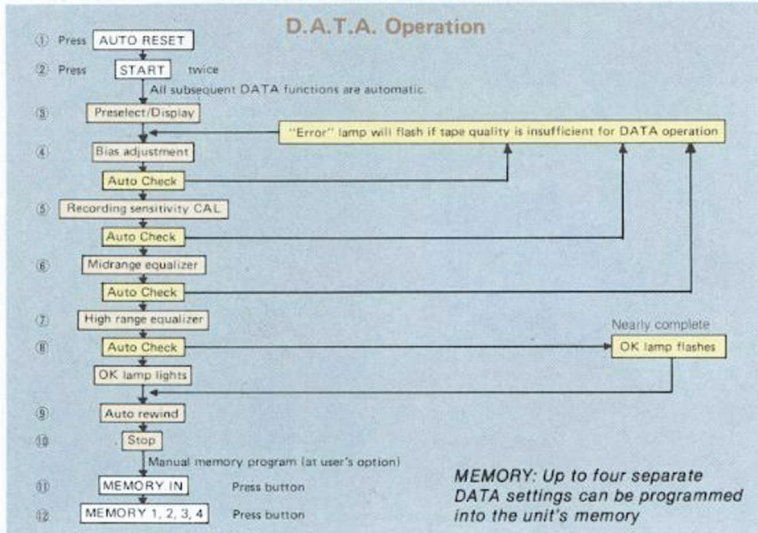 D.A.T.A. Operation
① Press AUTO RESET
② Press START twice
All subsequent DATA functions are automatic.
③ Preselect/Display
"Error" lamp will flash if tape quality is insufficient for DATA operation
④ Bias adjustment
Auto Check
⑤ Recording sensitivity CAL
Auto Check
⑥ Midrange equalizer
Auto Check
⑦ High range equalizer
Nearly complete
⑧ Auto Check
OK lamp flashes
OK lamp lights
⑨ Auto rewind
⑩ Stop
Manual memory program (at user's option)
⑪ MEMORY IN Press button
⑫ MEMORY 1, 2, 3, 4 Press button
MEMORY: Up to four separate
DATA settings can be programmed
into the unit's memory